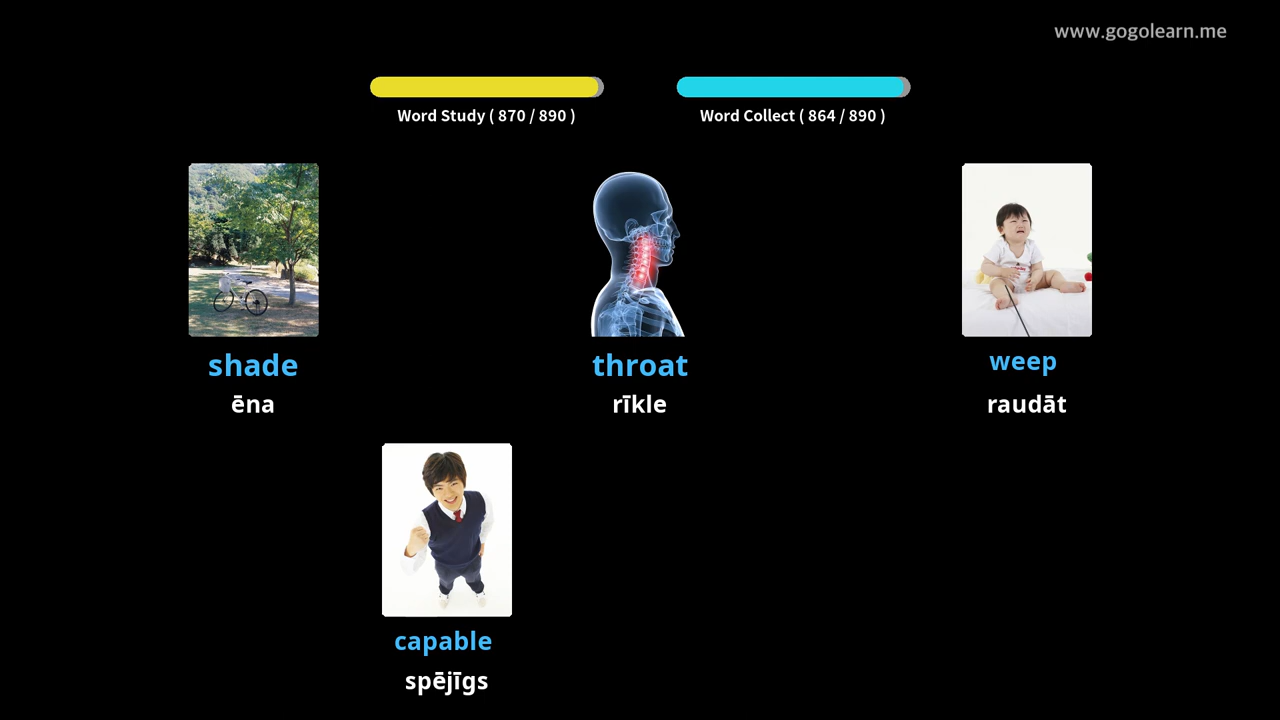 www.gogolearn.me
Word Study ( 870 / 890 )
Word Collect ( 864 / 890 )
shade
throat
weep
ēna
rīkle
raudāt
capable
spējīgs